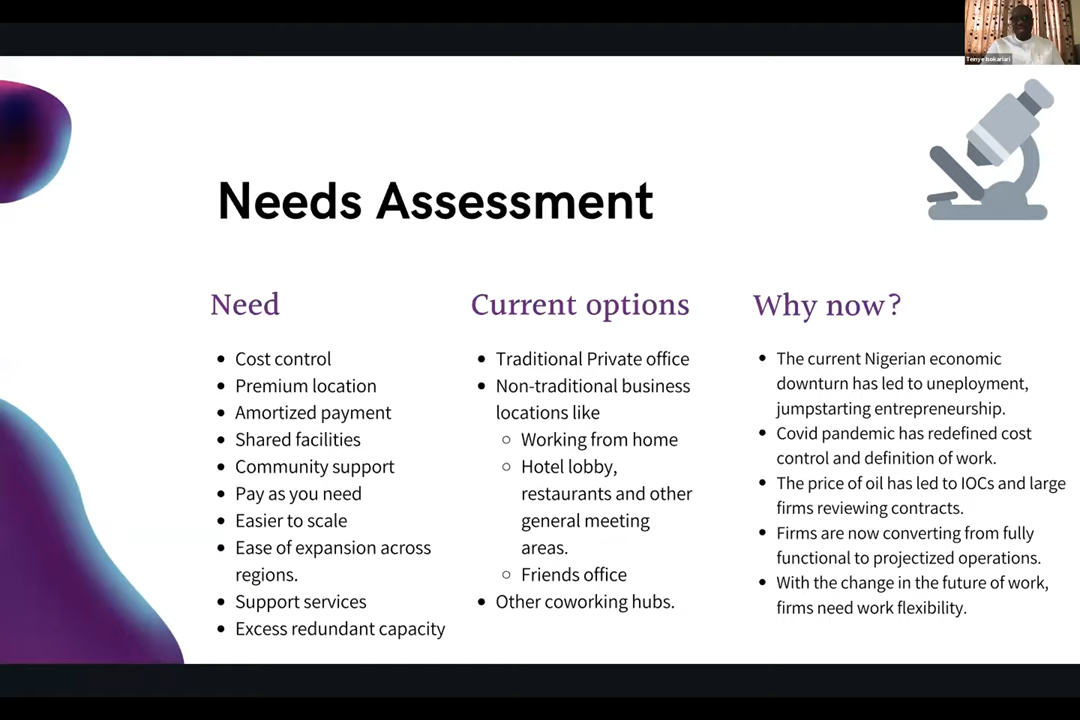 Teinye Isokariari
Needs Assessment
Need
• Cost control
• Premium location
• Amortized payment
• Shared facilities
• Community support
• Pay as you need
• Easier to scale
• Ease of expansion across
regions.
• Support services
• Excess redundant capacity
Current options
• Traditional Private office
• Non-traditional business
locations like
○ Working from home
○ Hotel lobby,
restaurants and other
general meeting
areas.
○ Friends office
• Other coworking hubs.
Why now?
• The current Nigerian economic
downturn has led to uneployment,
jumpstarting entrepreneurship.
• Covid pandemic has redefined cost
control and definition of work.
• The price of oil has led to IOCs and large
firms reviewing contracts.
• Firms are now converting from fully
functional to projectized operations.
• With the change in the future of work,
firms need work flexibility.